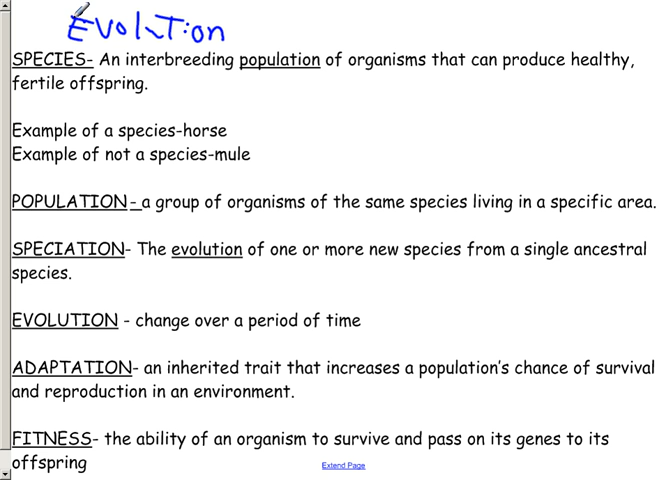 Evolution
SPECIES- An interbreeding population of organisms that can produce healthy,
fertile offspring.
Example of a species-horse
Example of not a species-mule
POPULATION- a group of organisms of the same species living in a specific area.
SPECIATION- The evolution of one or more new species from a single ancestral
species.
EVOLUTION - change over a period of time
ADAPTATION- an inherited trait that increases a population's chance of survival
and reproduction in an environment.
FITNESS- the ability of an organism to survive and pass on its genes to its
offspring
Extend Page